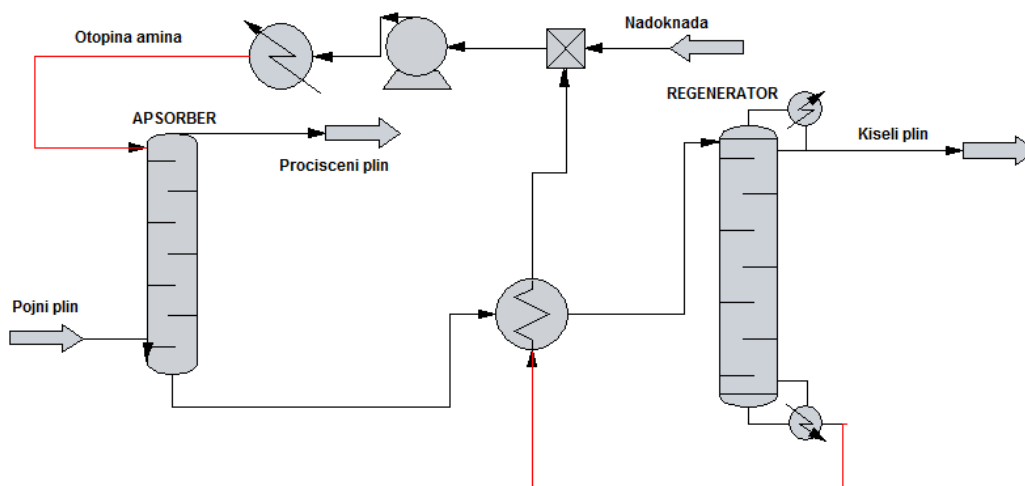 Nadoknada
Otopina amina
REGENERATOR
APSORBER
Kiseli plin
Procisceni plin
Pojni plin